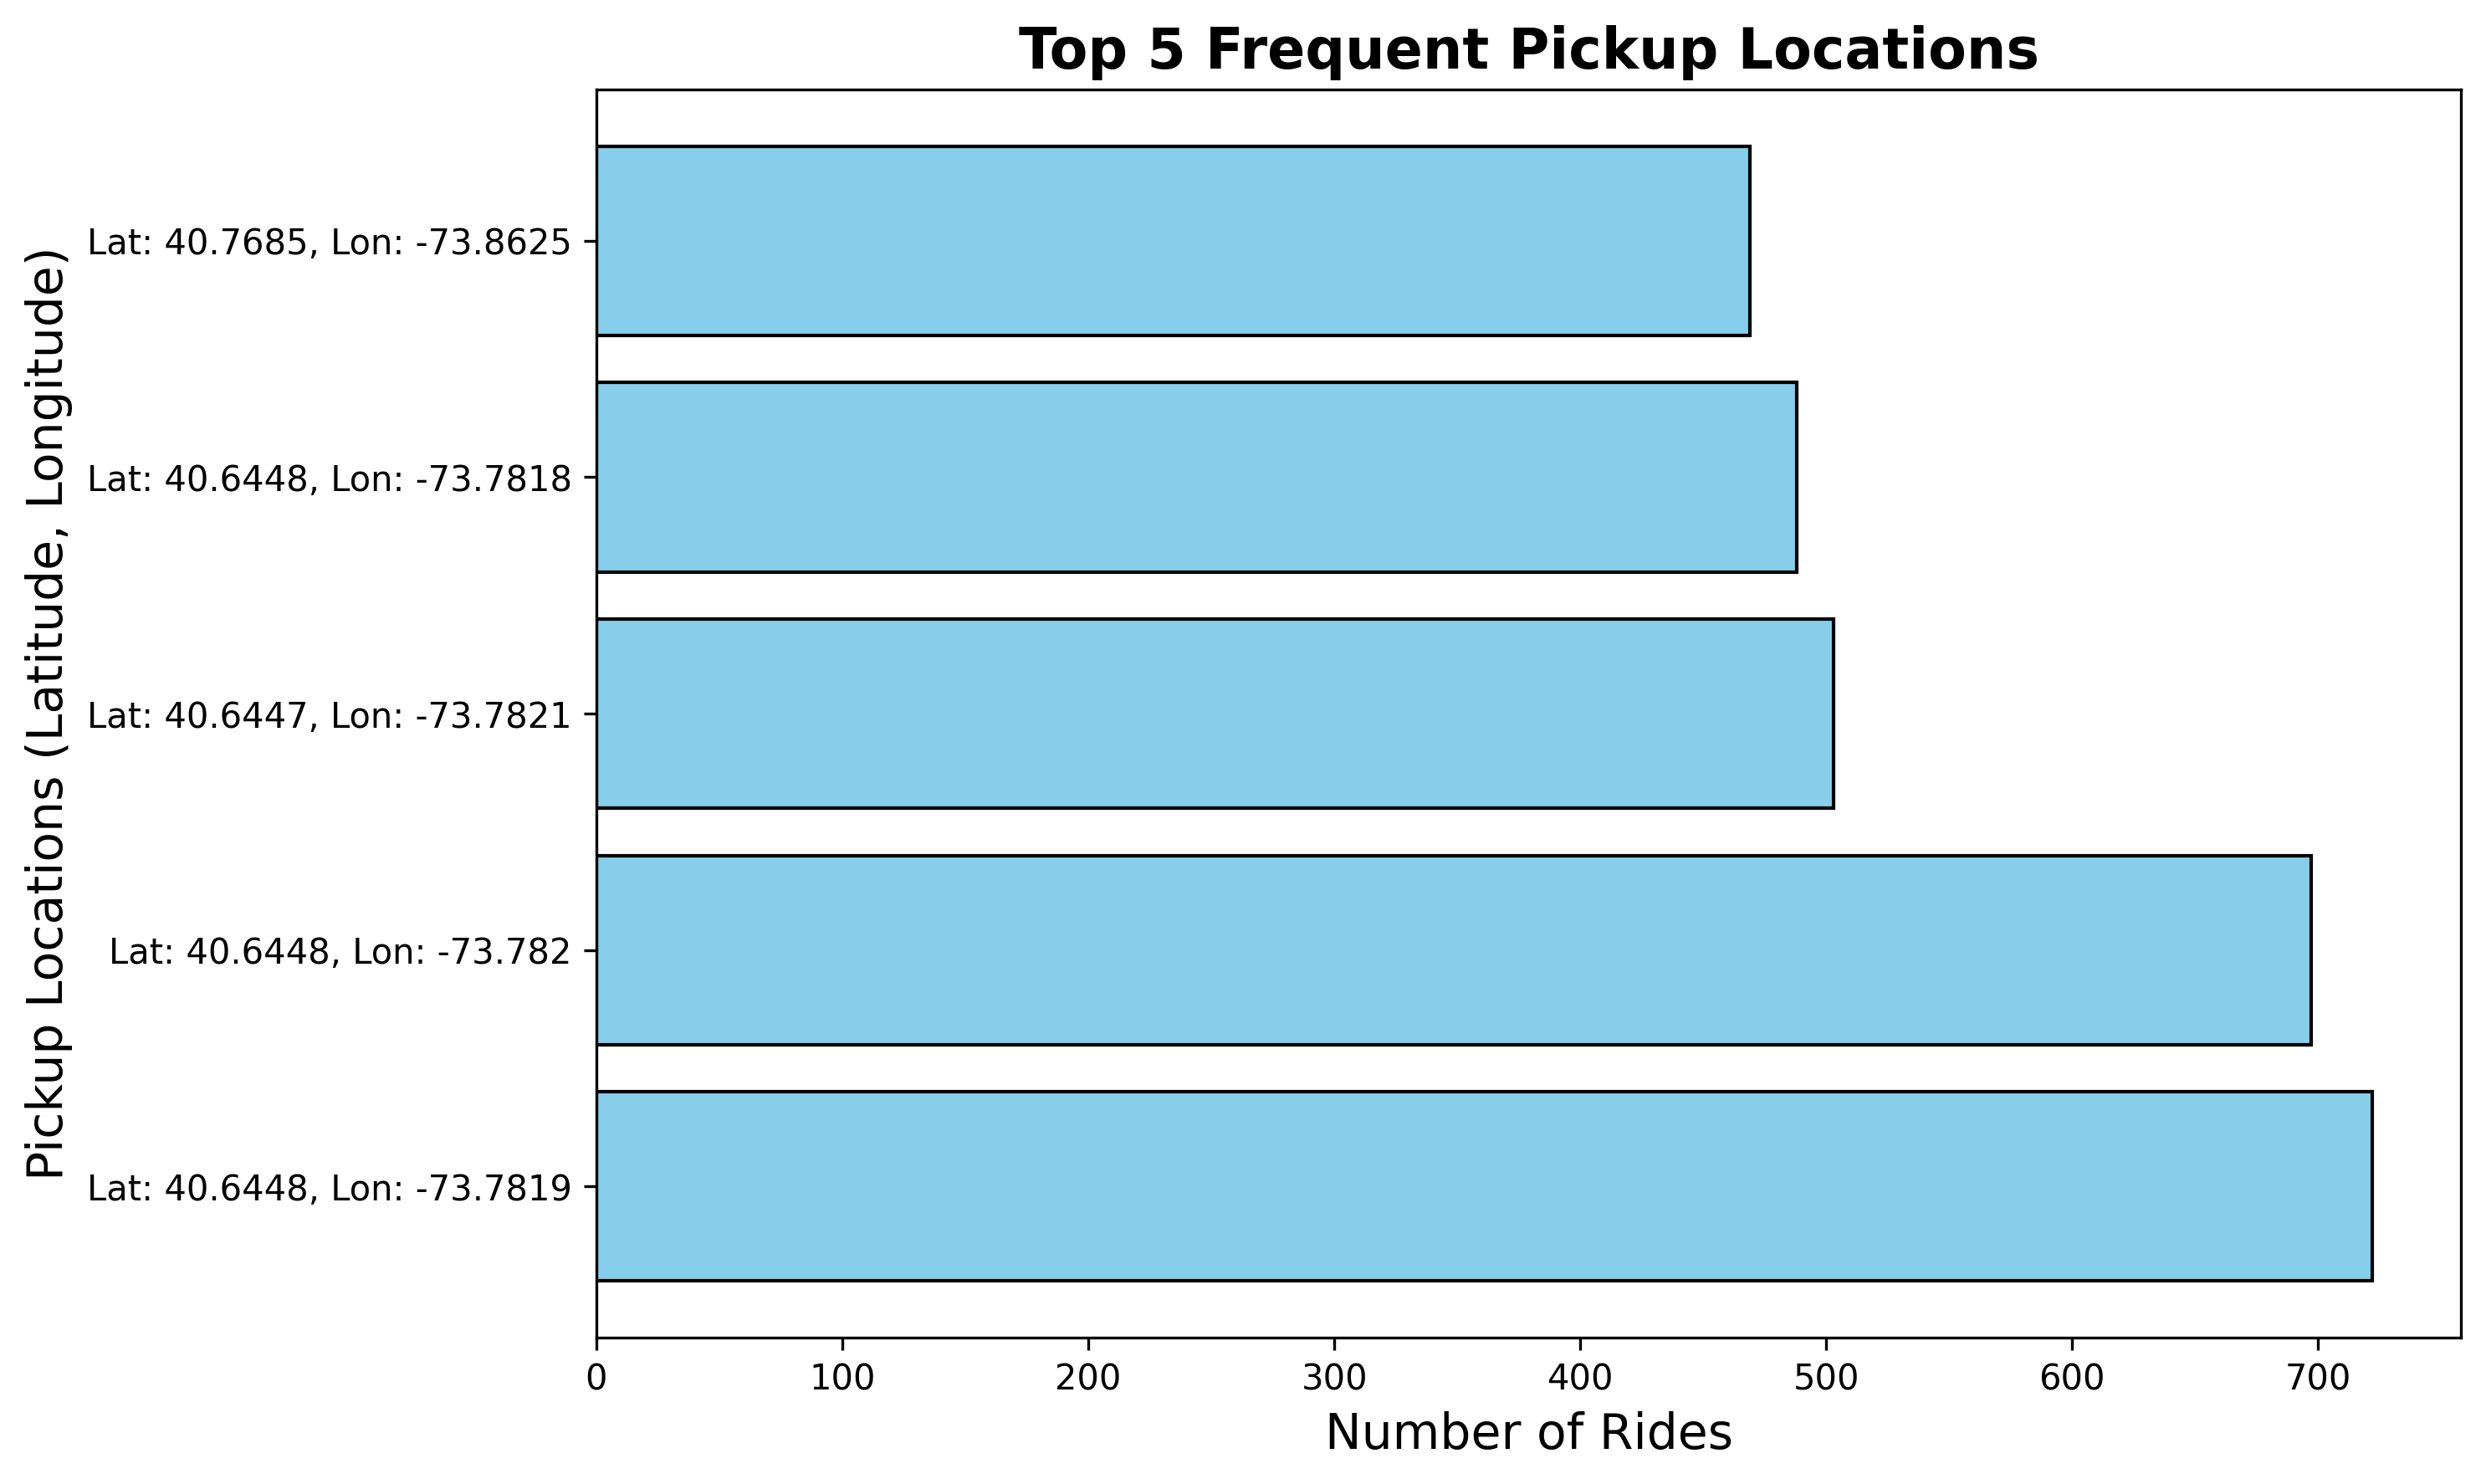 Top 5 Frequent Pickup Locations
Pickup Locations (Latitude, Longitude)
Lat: 40.7685, Lon: -73.8625
Lat: 40.6448, Lon: -73.7818
Lat: 40.6447, Lon: -73.7821
Lat: 40.6448, Lon: -73.782
Lat: 40.6448, Lon: -73.7819
0 100 200 300 400 500 600 700
Number of Rides